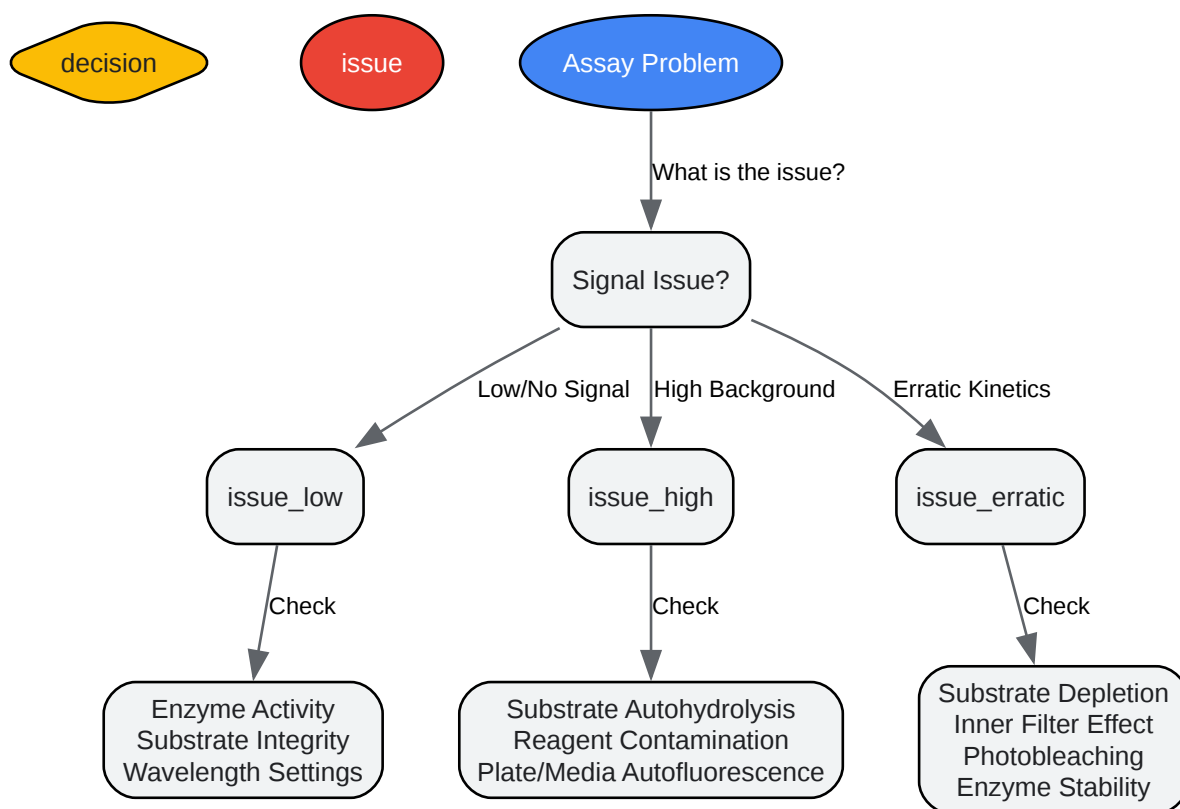 decision
issue
Assay Problem
What is the issue?
Signal Issue?
Low/No Signal
High Background
Erratic Kinetics
issue_low
issue_high
issue_erratic
Check
Check
Check
Enzyme Activity
Substrate Integrity
Wavelength Settings
Substrate Autohydrolysis
Reagent Contamination
Plate/Media Autofluorescence
Substrate Depletion
Inner Filter Effect
Photobleaching
Enzyme Stability